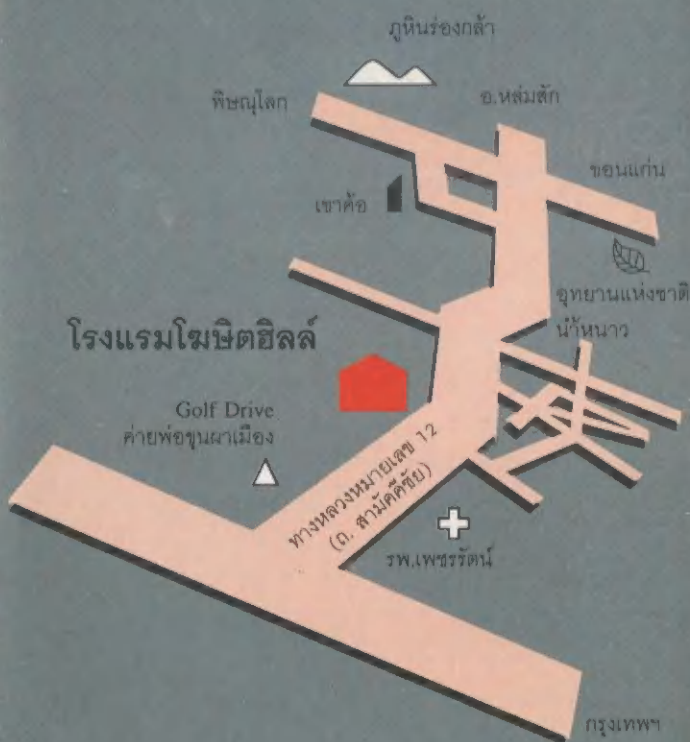 ภูหินร่องกล้า
พิษณุโลก
อ.หล่มสัก
ขอนแก่น
เขาค้อ
อุทยานแห่งชาติ
น้ำหนาว
โรงแรมโฆษิตฮิลล์
Golf Drive
ค่ายพ่อขุนผาเมือง
ทางหลวงหมายเลข 12
(ถ. สามัคคีชัย)
รพ.เพชรรัตน์
กรุงเทพฯ